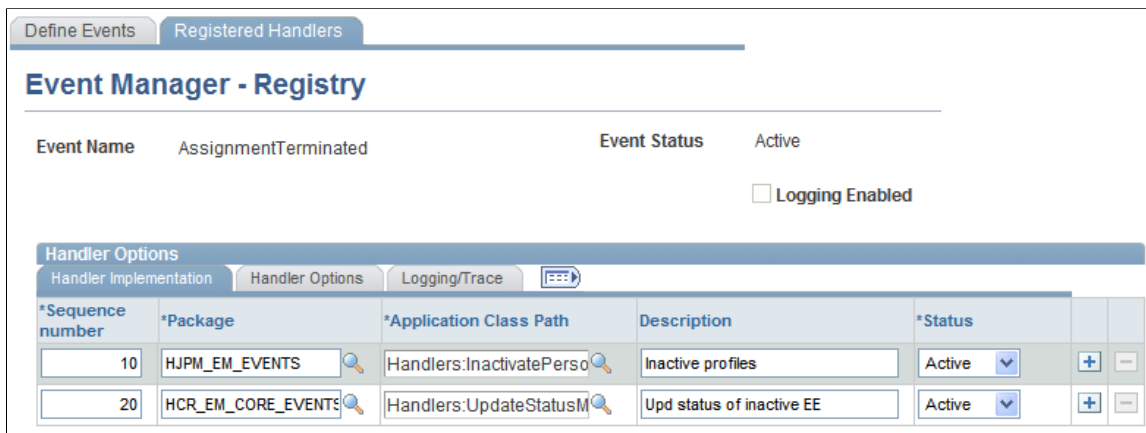 Define Events Registered Handlers
Event Manager - Registry
Event Name AssignmentTerminated Event Status Active
Logging Enabled
Handler Options
Handler Implementation Handler Options Logging/Trace
*Sequence number *Package *Application Class Path Description *Status
10 HJPM_EM_EVENTS Handlers:InactivatePerso Inactive profiles Active
20 HCR_EM_CORE_EVENTS Handlers:UpdateStatusM Upd status of inactive EE Active